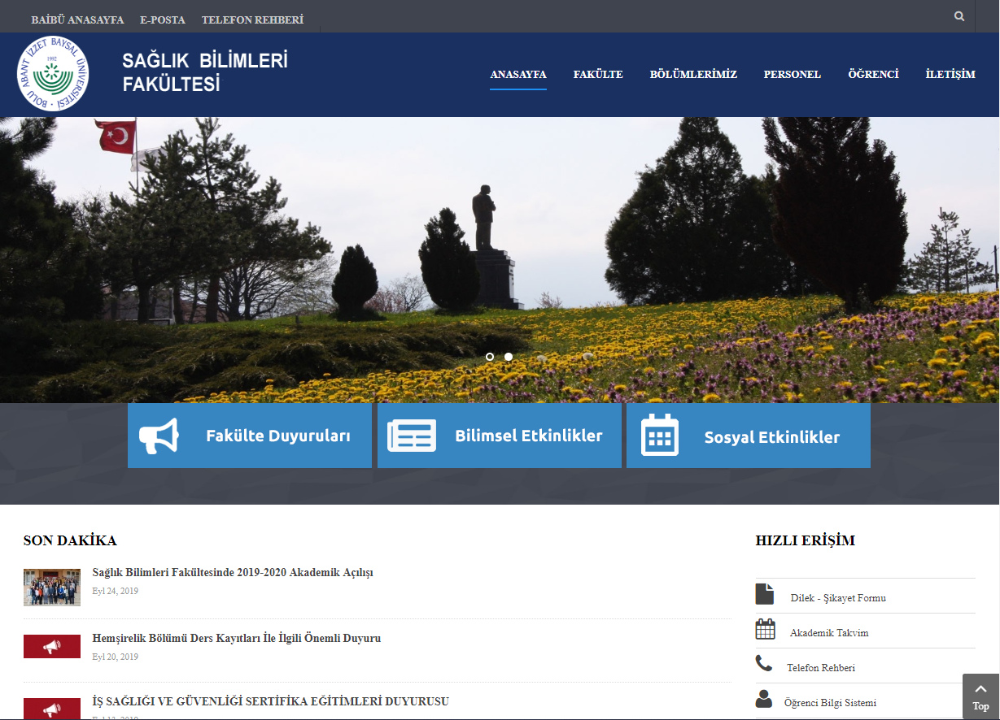 BAİBÜ ANASAYFA E-POSTA TELEFON REHBERİ
BOLU ABANT İZZET BAYSAL ÜNİVERSİTESİ
1992
SAĞLIK BİLİMLERİ
FAKÜLTESİ
ANASAYFA FAKÜLTE BÖLÜMLERİMİZ PERSONEL ÖĞRENCİ İLETİŞİM
Fakülte Duyuruları Bilimsel Etkinlikler Sosyal Etkinlikler
SON DAKİKA
Sağlık Bilimleri Fakültesinde 2019-2020 Akademik Açılışı
Eyl 24, 2019
Hemşirelik Bölümü Ders Kayıtları İle İlgili Önemli Duyuru
Eyl 20, 2019
İŞ SAĞLIĞI VE GÜVENLİĞİ SERTİFİKA EĞİTİMLERİ DUYURUSU
HIZLI ERİŞİM
Dilek - Şikayet Formu
Akademik Takvim
Telefon Rehberi
Öğrenci Bilgi Sistemi
Top